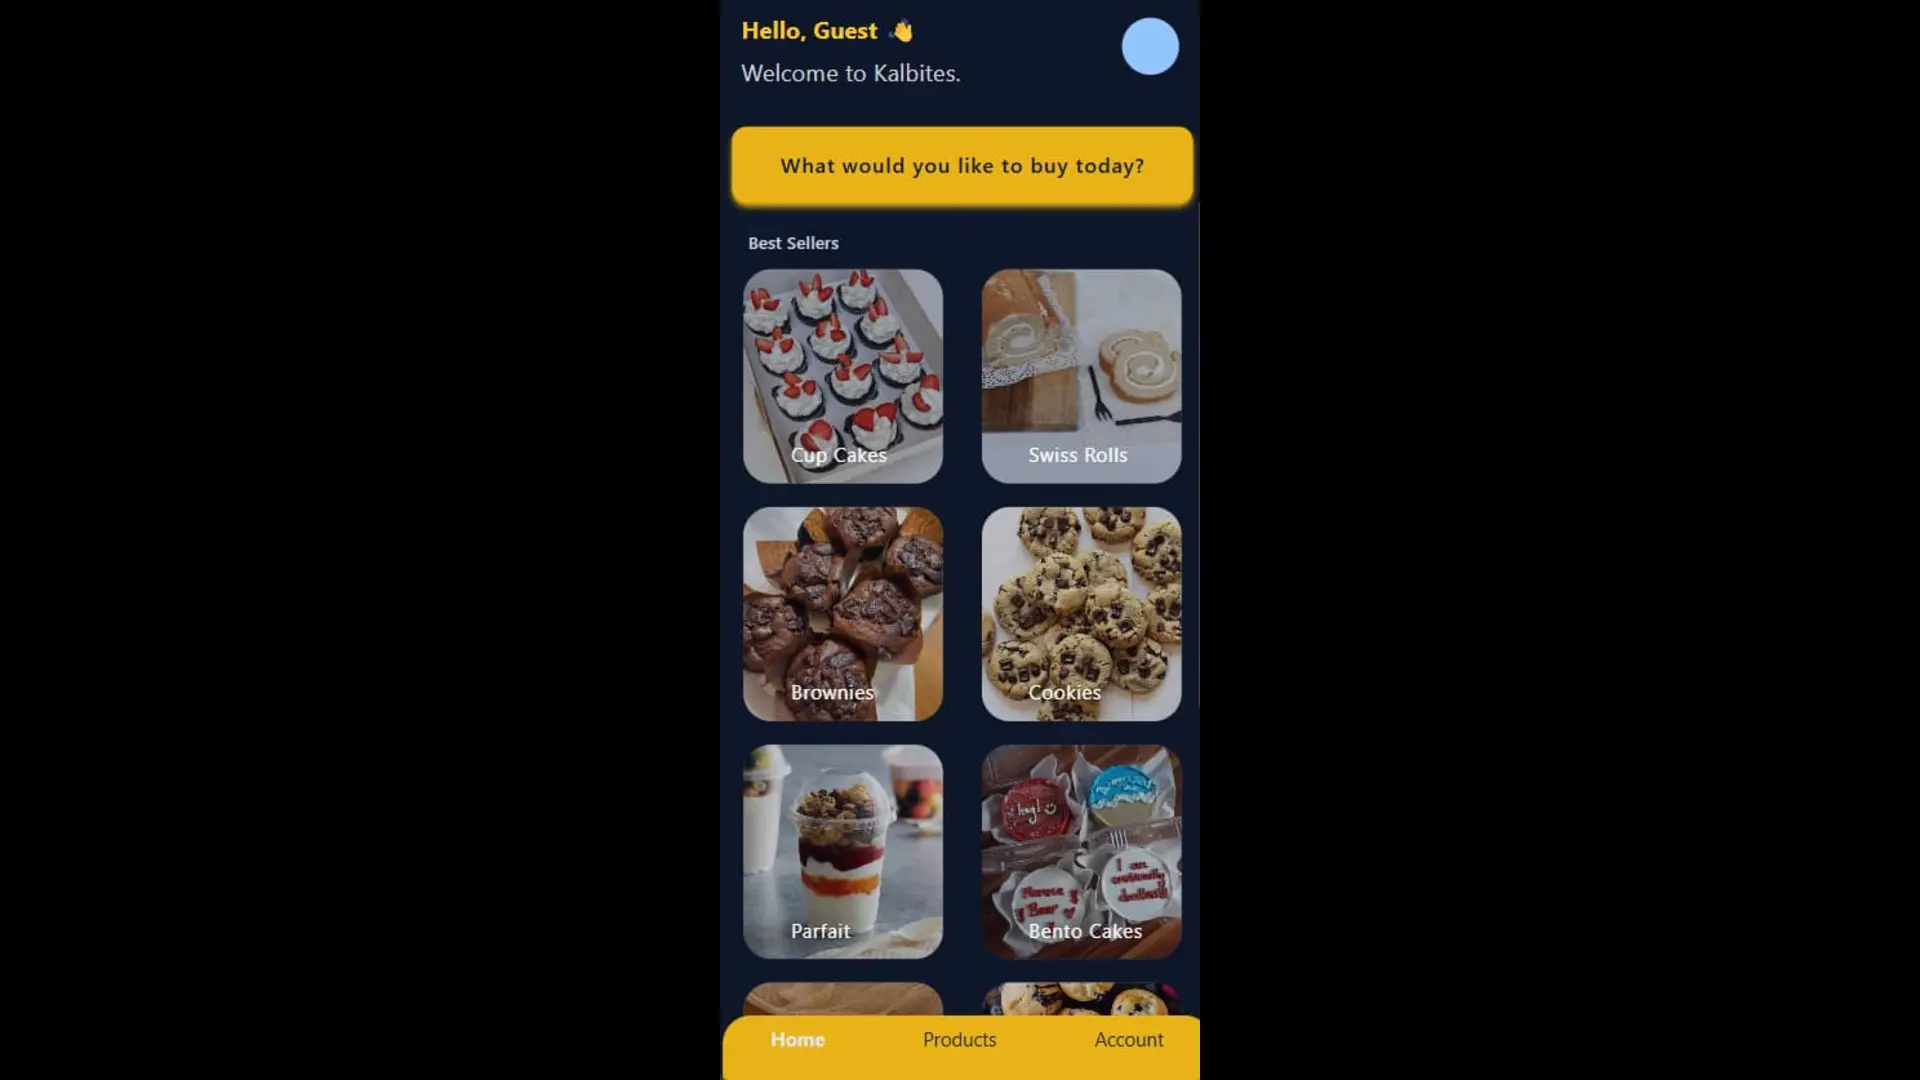 Hello, Guest 👋
Welcome to Kalbites.
What would you like to buy today?
Best Sellers
Cup Cakes
Swiss Rolls
Brownies
Cookies
Parfait
Bento Cakes
I am
Home
Products
Account